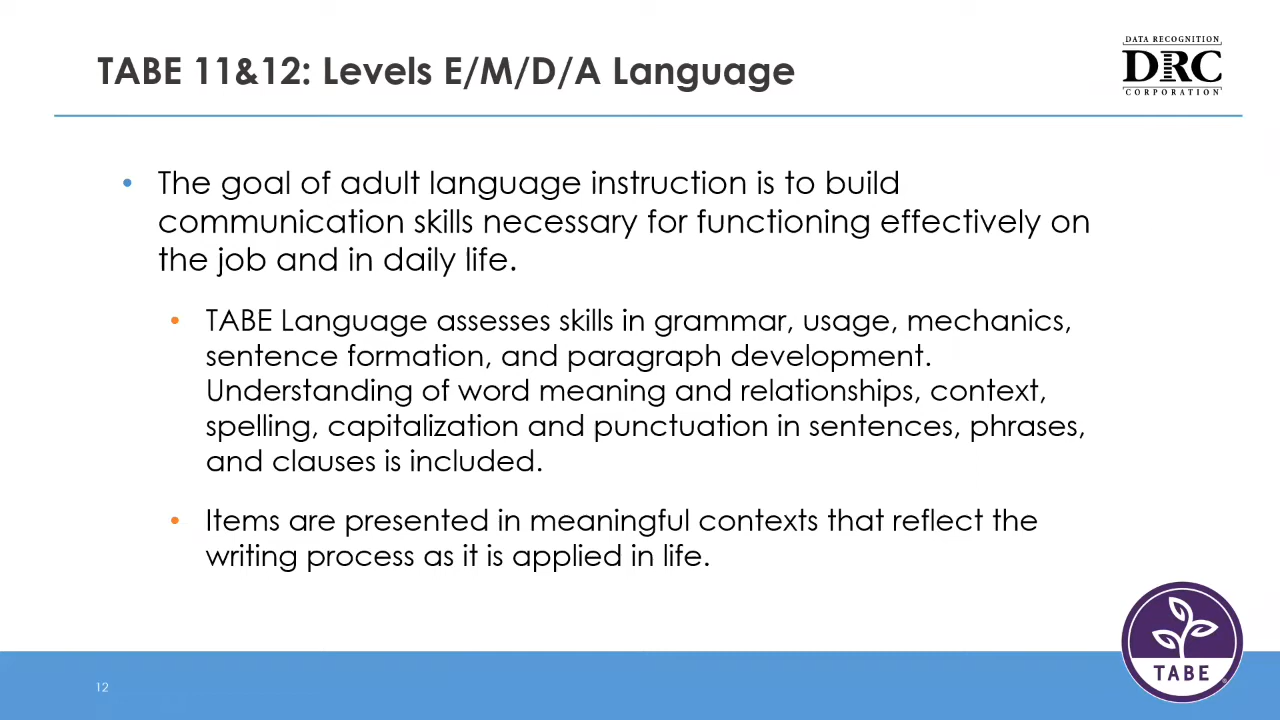 TABE 11&12: Levels E/M/D/A Language
DATA RECOGNITION
DRC
CORPORATION
• The goal of adult language instruction is to build
communication skills necessary for functioning effectively on
the job and in daily life.
• TABE Language assesses skills in grammar, usage, mechanics,
sentence formation, and paragraph development.
Understanding of word meaning and relationships, context,
spelling, capitalization and punctuation in sentences, phrases,
and clauses is included.
• Items are presented in meaningful contexts that reflect the
writing process as it is applied in life.
TABE®
12